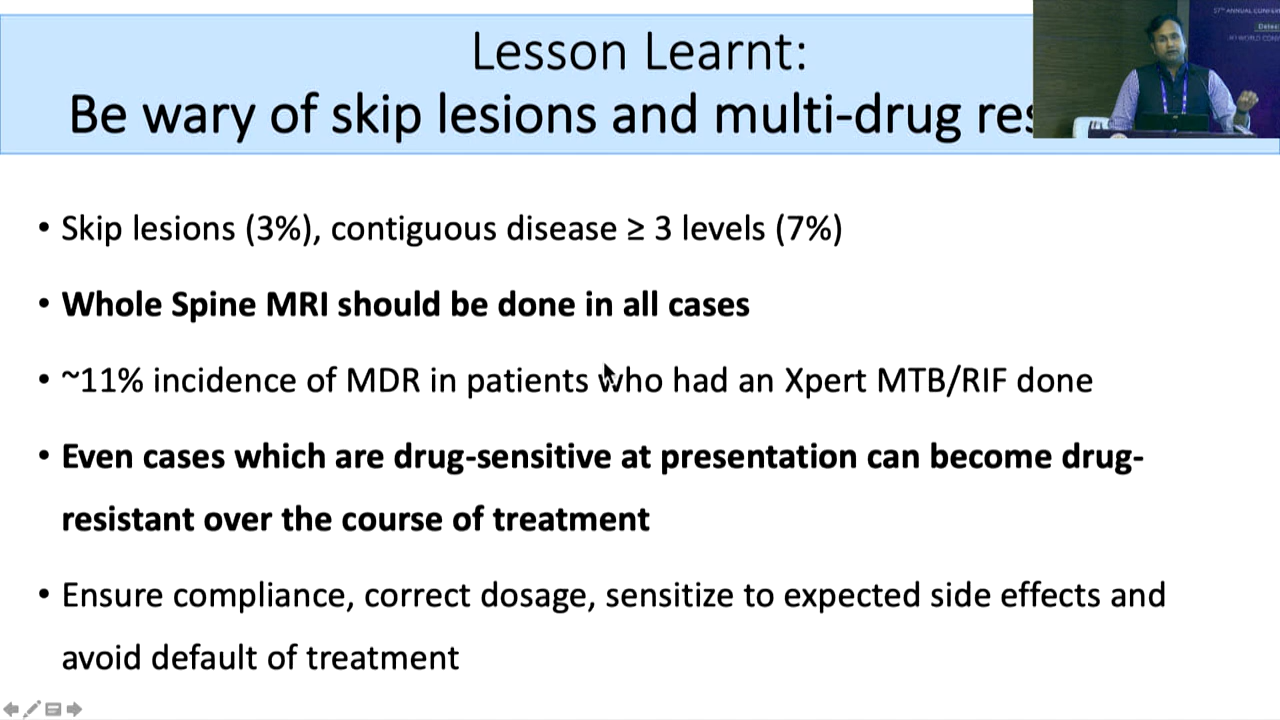 Lesson Learnt:
Be wary of skip lesions and multi-drug res
57TH ANNUAL CONFER
• Skip lesions (3%), contiguous disease ≥ 3 levels (7%)
• Whole Spine MRI should be done in all cases
• ~11% incidence of MDR in patients who had an Xpert MTB/RIF done
• Even cases which are drug-sensitive at presentation can become drug-
resistant over the course of treatment
• Ensure compliance, correct dosage, sensitize to expected side effects and
avoid default of treatment